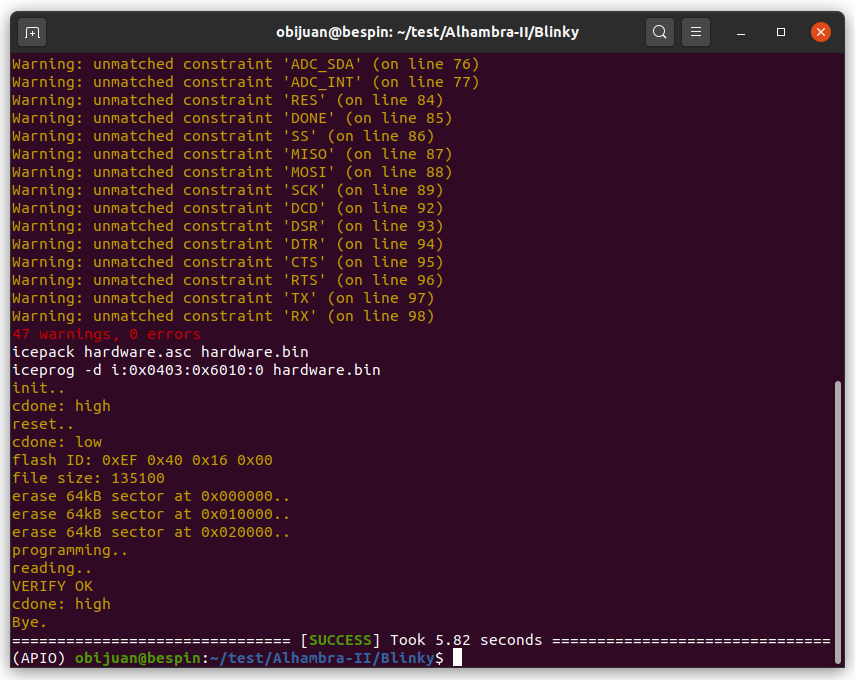 obijuan@bespin: ~/test/Alhambra-II/Blinky
Warning: unmatched constraint 'ADC_SDA' (on line 76)
Warning: unmatched constraint 'ADC_INT' (on line 77)
Warning: unmatched constraint 'RES' (on line 84)
Warning: unmatched constraint 'DONE' (on line 85)
Warning: unmatched constraint 'SS' (on line 86)
Warning: unmatched constraint 'MISO' (on line 87)
Warning: unmatched constraint 'MOSI' (on line 88)
Warning: unmatched constraint 'SCK' (on line 89)
Warning: unmatched constraint 'DCD' (on line 92)
Warning: unmatched constraint 'DSR' (on line 93)
Warning: unmatched constraint 'DTR' (on line 94)
Warning: unmatched constraint 'CTS' (on line 95)
Warning: unmatched constraint 'RTS' (on line 96)
Warning: unmatched constraint 'TX' (on line 97)
Warning: unmatched constraint 'RX' (on line 98)
47 warnings, 0 errors
icepack hardware.asc hardware.bin
iceprog -d i:0x0403:0x6010:0 hardware.bin
init..
cdone: high
reset..
cdone: low
flash ID: 0xEF 0x40 0x16 0x00
file size: 135100
erase 64kB sector at 0x000000..
erase 64kB sector at 0x010000..
erase 64kB sector at 0x020000..
programming..
reading..
VERIFY OK
cdone: high
Bye.
=============================== [SUCCESS] Took 5.82 seconds ===============================
(APIO) obijuan@bespin:~/test/Alhambra-II/Blinky$